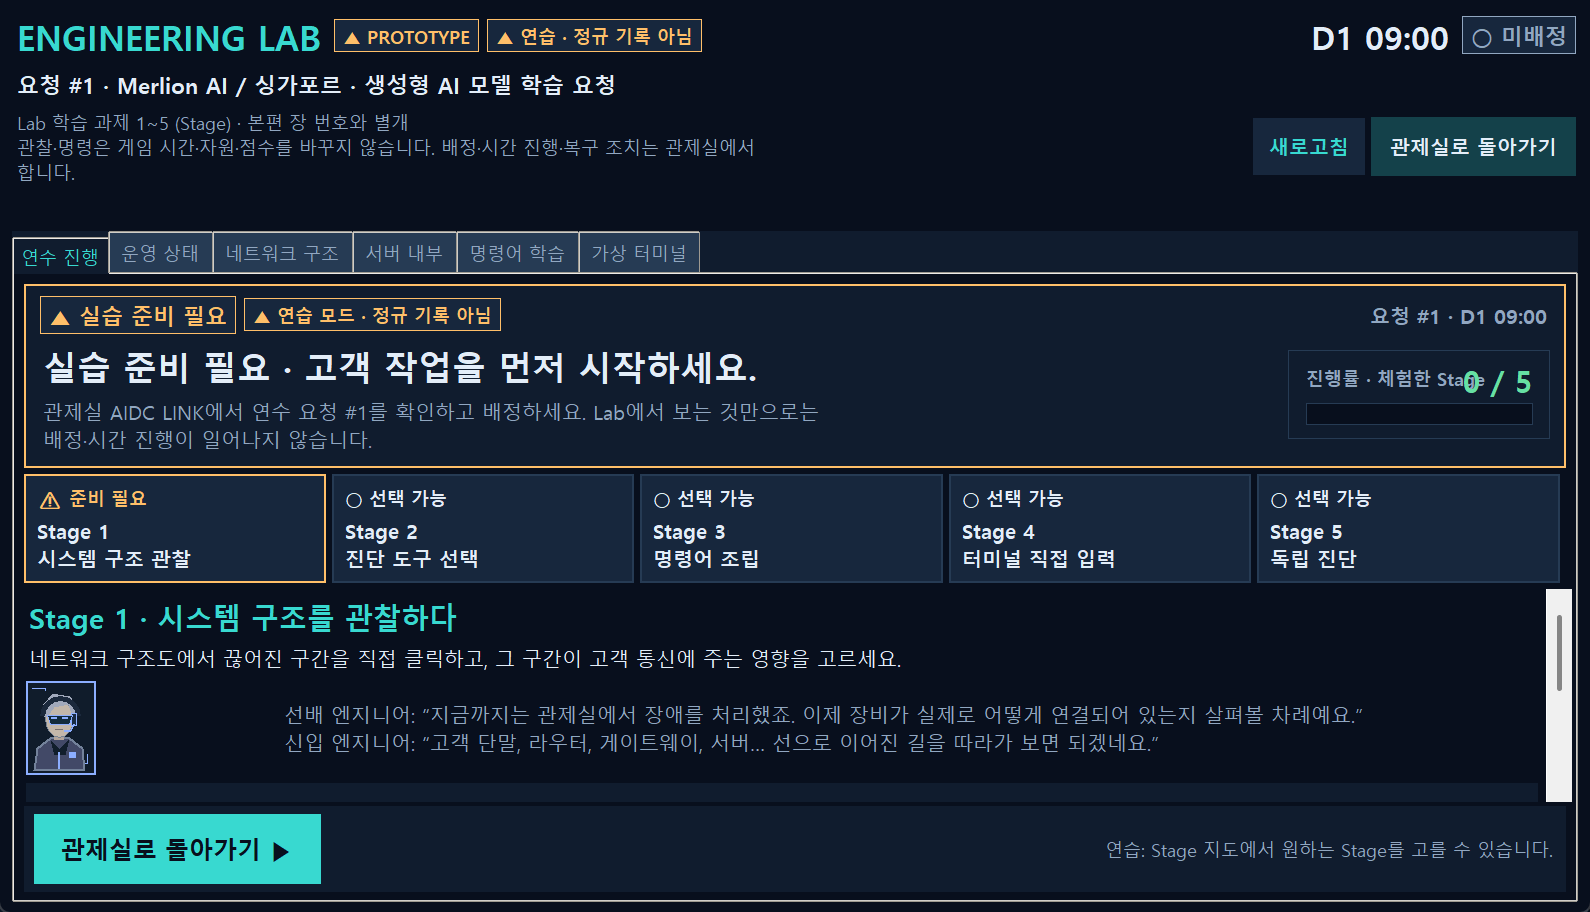 ENGINEERING LAB ▲ PROTOTYPE ▲ 연습 · 정규 기록 아님 D1 09:00 ○ 미배정
요청 #1 · Merlion AI / 싱가포르 · 생성형 AI 모델 학습 요청
Lab 학습 과제 1~5 (Stage) · 본편 장 번호와 별개
관찰·명령은 게임 시간·자원·점수를 바꾸지 않습니다. 배정·시간 진행·복구 조치는 관제실에서
합니다.
새로고침 관제실로 돌아가기
연수 진행 운영 상태 네트워크 구조 서버 내부 명령어 학습 가상 터미널
▲ 실습 준비 필요 ▲ 연습 모드 · 정규 기록 아님 요청 #1 · D1 09:00
실습 준비 필요 · 고객 작업을 먼저 시작하세요.
진행률 · 체험한 Stage 0 / 5
관제실 AIDC LINK에서 연수 요청 #1를 확인하고 배정하세요. Lab에서 보는 것만으로는
배정·시간 진행이 일어나지 않습니다.
⚠ 준비 필요
Stage 1
시스템 구조 관찰
○ 선택 가능
Stage 2
진단 도구 선택
○ 선택 가능
Stage 3
명령어 조립
○ 선택 가능
Stage 4
터미널 직접 입력
○ 선택 가능
Stage 5
독립 진단
Stage 1 · 시스템 구조를 관찰하다
네트워크 구조도에서 끊어진 구간을 직접 클릭하고, 그 구간이 고객 통신에 주는 영향을 고르세요.
선배 엔지니어: “지금까지는 관제실에서 장애를 처리했죠. 이제 장비가 실제로 어떻게 연결되어 있는지 살펴볼 차례예요.”
신입 엔지니어: “고객 단말, 라우터, 게이트웨이, 서버… 선으로 이어진 길을 따라가 보면 되겠네요.”
관제실로 돌아가기 ▶
연습: Stage 지도에서 원하는 Stage를 고를 수 있습니다.